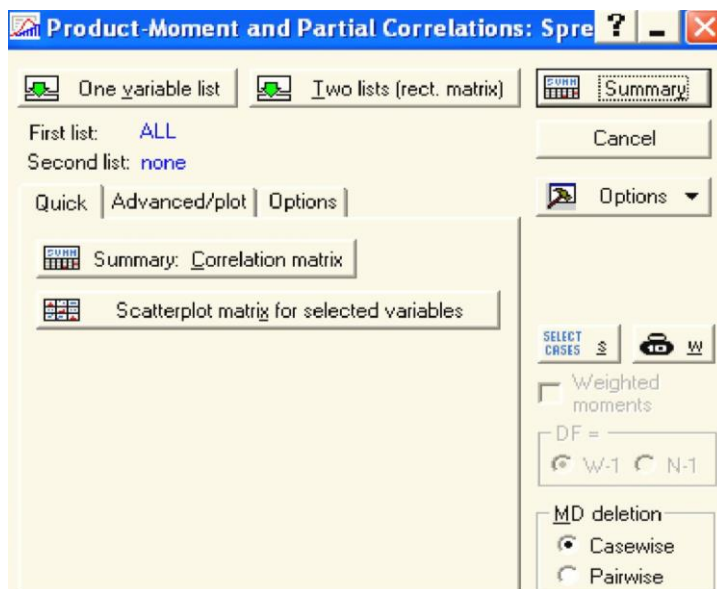 Product-Moment and Partial Correlations: Spre
One variable list
Two lists (rect. matrix)
Summary
First list: ALL
Cancel
Second list: none
Quick
Advanced/plot
Options
Options
Summary: Correlation matrix
Scatterplot matrix for selected variables
SELECT CASES S
W
Weighted moments
DF =
W-1 N-1
MD deletion
Casewise
Pairwise